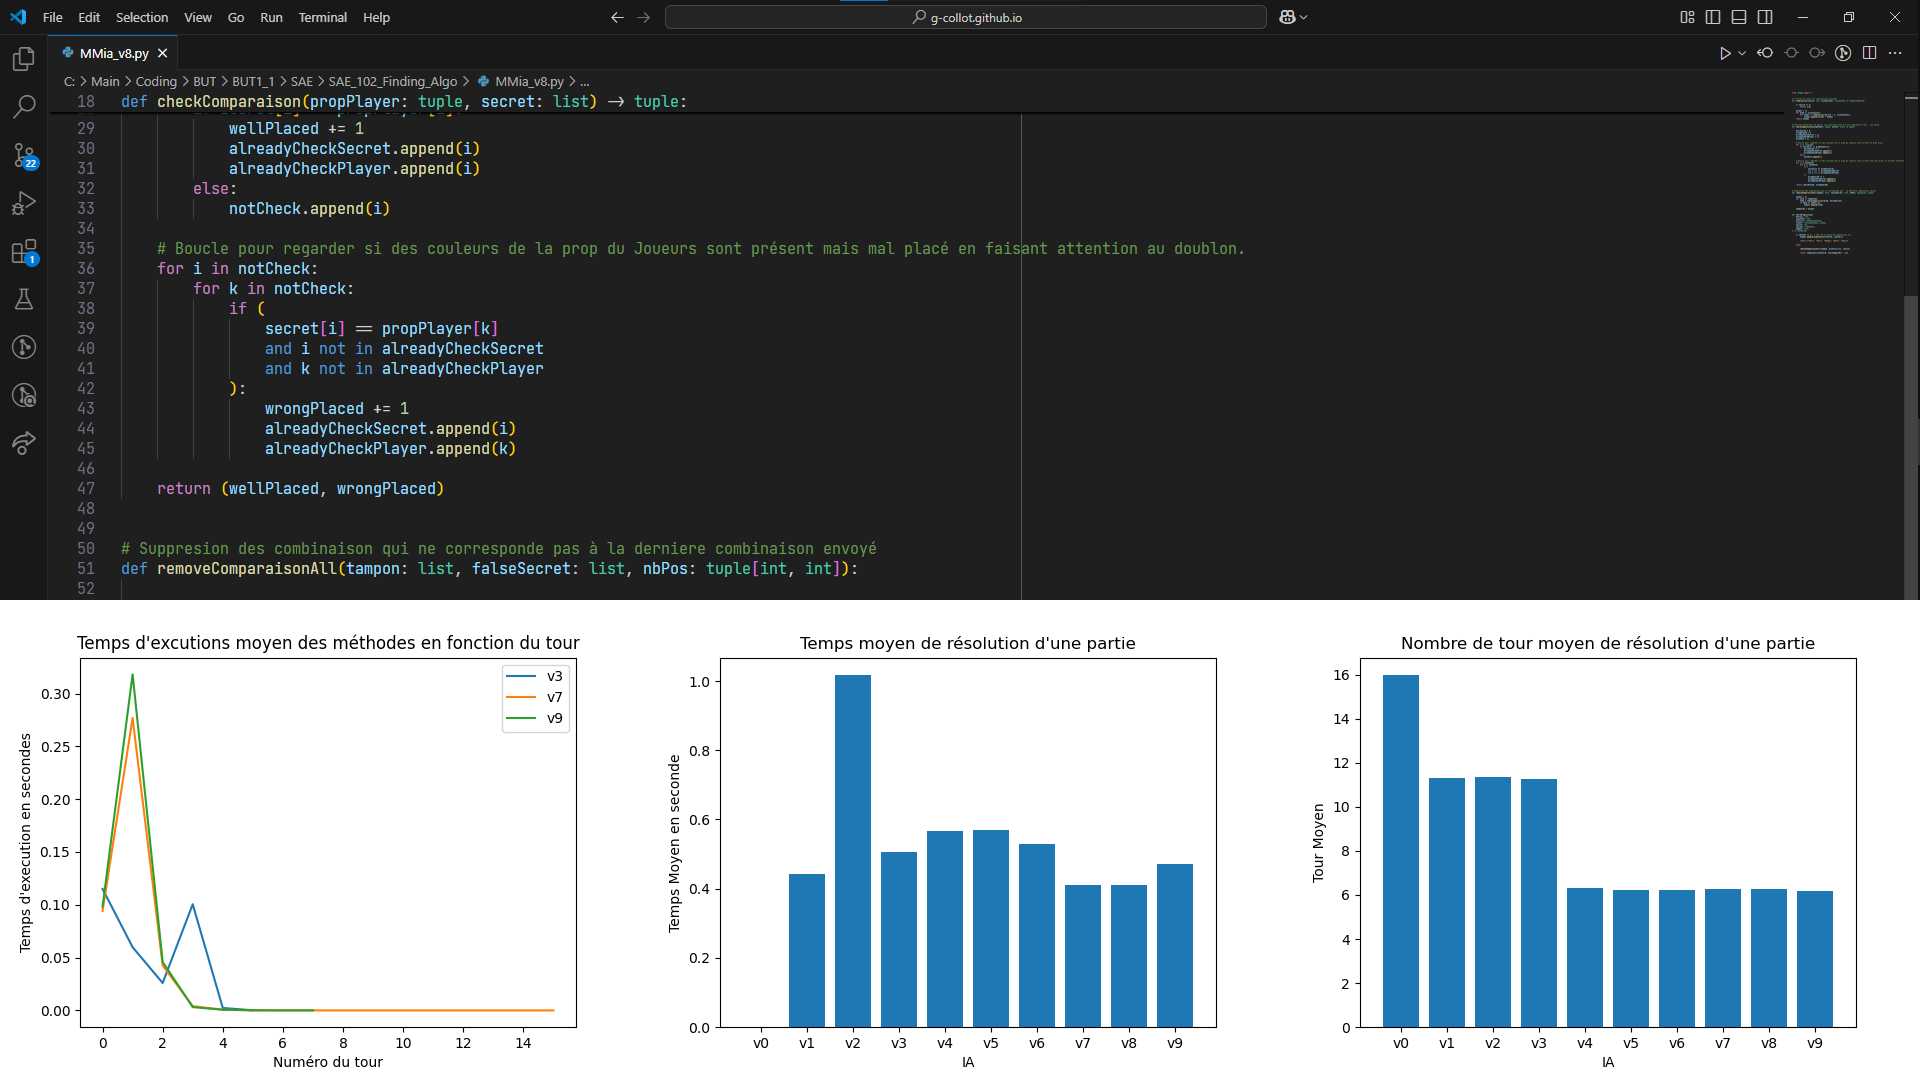 File Edit Selection View Go Run Terminal Help
g-collot.github.io
MMia_v8.py
C: > Main > Coding > BUT > BUT1_1 > SAE > SAE_102_Finding_Algo > MMia_v8.py > ...
18 def checkComparaison(propPlayer: tuple, secret: list) -> tuple:
29 wellPlaced += 1
30 alreadyCheckSecret.append(i)
31 alreadyCheckPlayer.append(i)
32 else:
33 notCheck.append(i)
34
35 # Boucle pour regarder si des couleurs de la prop du Joueurs sont présent mais mal placé en faisant attention au doublon.
36 for i in notCheck:
37 for k in notCheck:
38 if (
39 secret[i] == propPlayer[k]
40 and i not in alreadyCheckSecret
41 and k not in alreadyCheckPlayer
42 ):
43 wrongPlaced += 1
44 alreadyCheckSecret.append(i)
45 alreadyCheckPlayer.append(k)
46
47 return (wellPlaced, wrongPlaced)
48
49
50 # Suppresion des combinaison qui ne corresponde pas à la derniere combinaison envoyé
51 def removeComparaisonAll(tampon: list, falseSecret: list, nbPos: tuple[int, int]):
52
22
1
Temps d'excutions moyen des méthodes en fonction du tour
v3
v7
v9
0.30
0.25
0.20
0.15
0.10
0.05
0.00
Temps d'execution en secondes
0 2 4 6 8 10 12 14
Numéro du tour
Temps moyen de résolution d'une partie
1.0
0.8
0.6
0.4
0.2
0.0
Temps Moyen en seconde
v0 v1 v2 v3 v4 v5 v6 v7 v8 v9
IA
Nombre de tour moyen de résolution d'une partie
16
14
12
10
8
6
4
2
0
Tour Moyen
v0 v1 v2 v3 v4 v5 v6 v7 v8 v9
IA